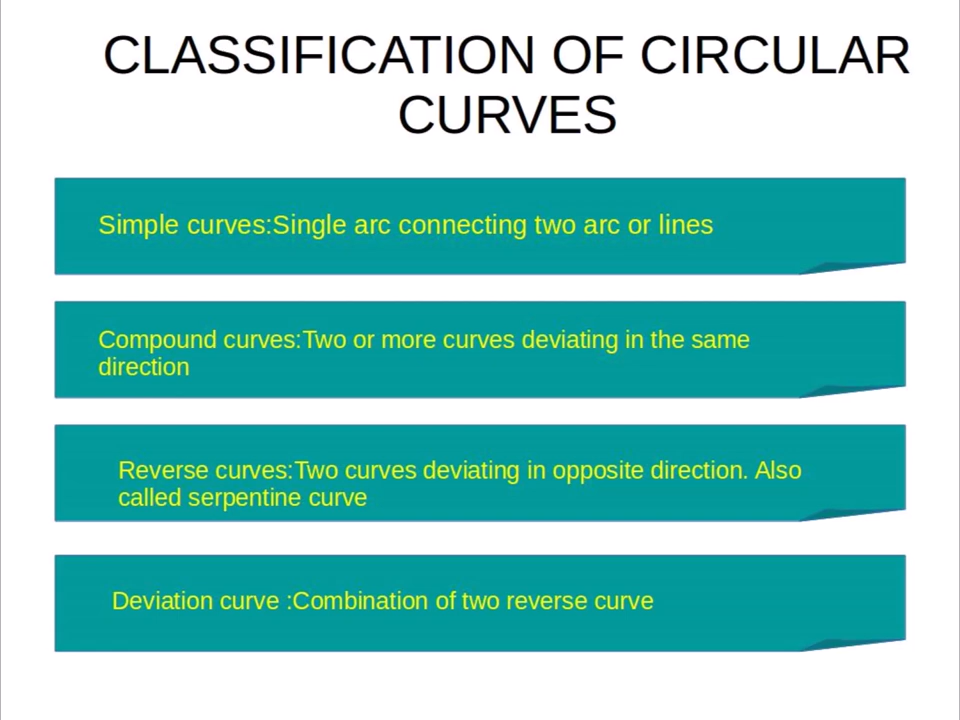 CLASSIFICATION OF CIRCULAR
CURVES
Simple curves:Single arc connecting two arc or lines
Compound curves:Two or more curves deviating in the same
direction
Reverse curves:Two curves deviating in opposite direction. Also
called serpentine curve
Deviation curve :Combination of two reverse curve